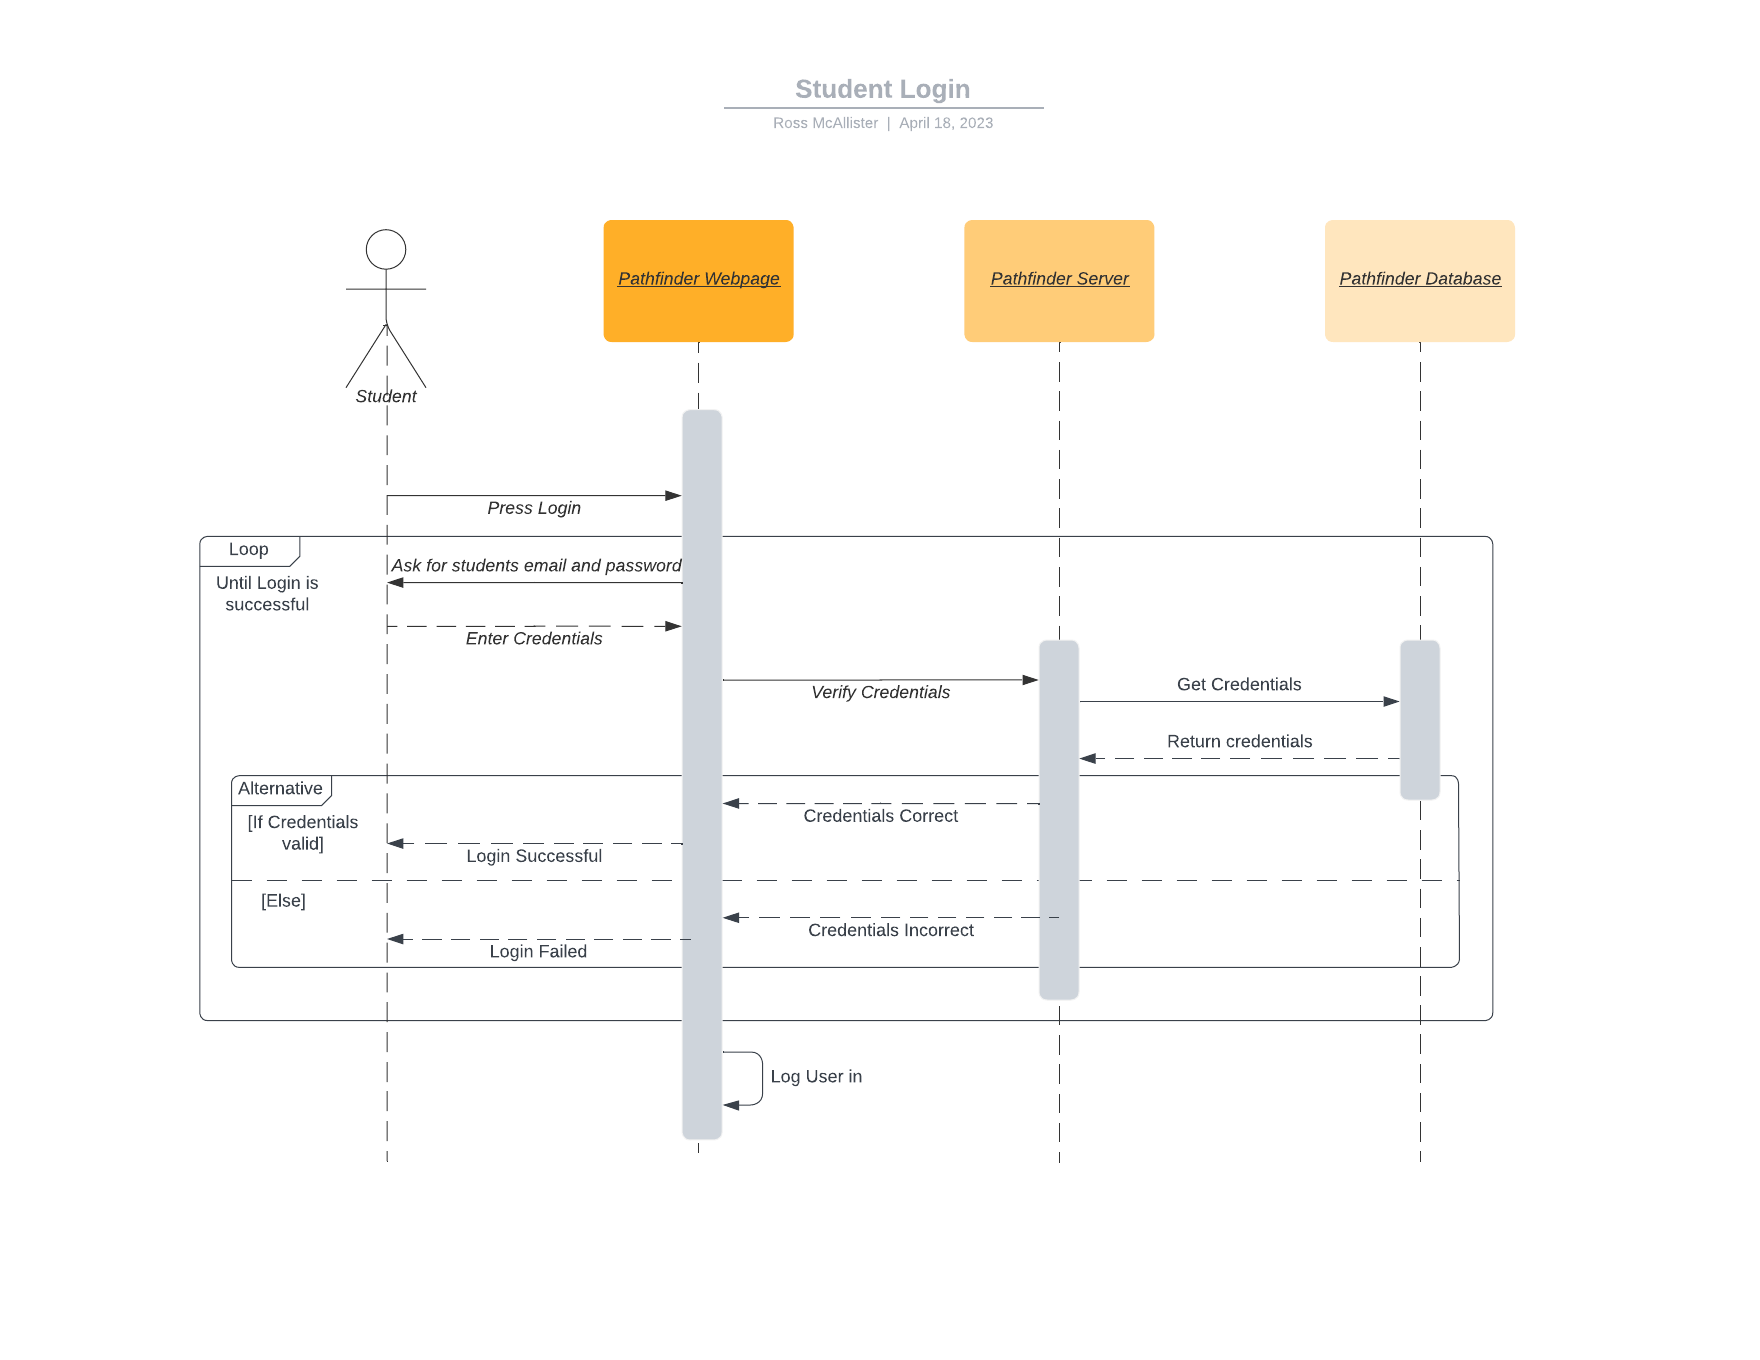 Student Login
Ross McAllister | April 18, 2023
Pathfinder Webpage
Pathfinder Server
Pathfinder Database
Student
Press Login
Loop
Until Login is
successful
Ask for students email and password
Enter Credentials
Verify Credentials
Get Credentials
Return credentials
Alternative
[If Credentials
valid]
Credentials Correct
Login Successful
[Else]
Credentials Incorrect
Login Failed
Log User in